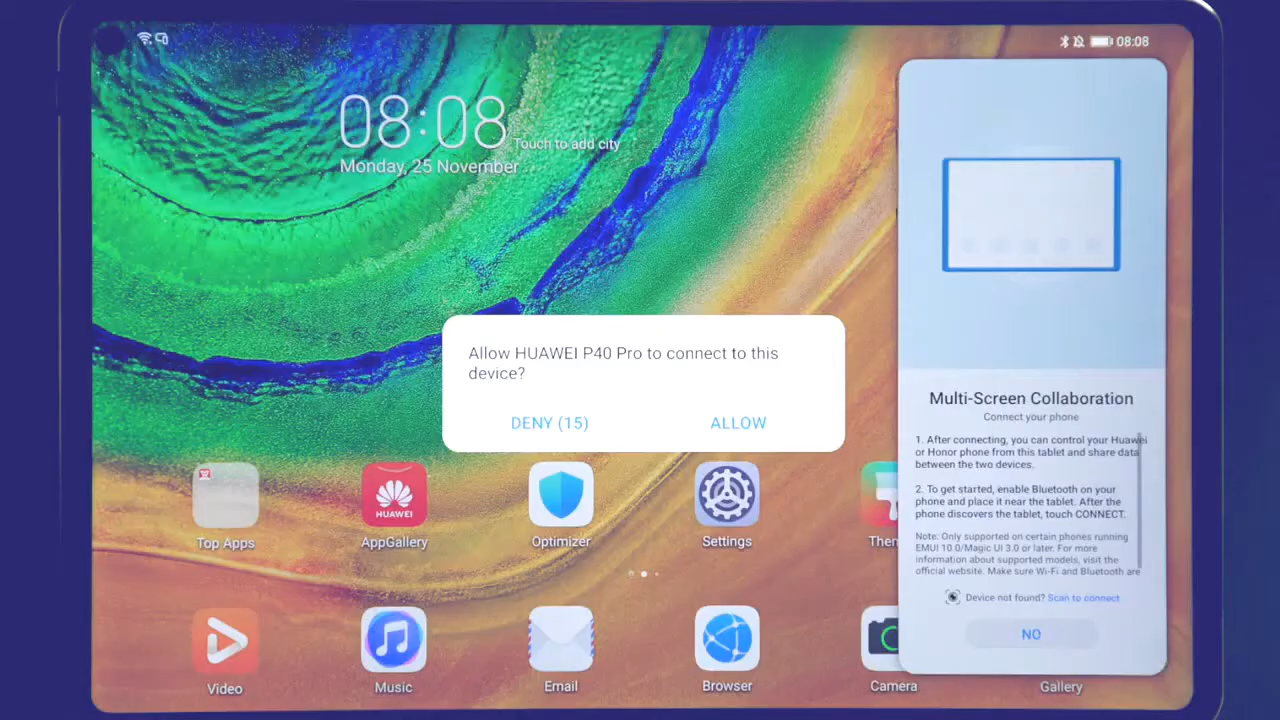 08:08
08:08
Touch to add city
Monday, 25 November
Allow HUAWEI P40 Pro to connect to this
device?
DENY (15)
ALLOW
Multi-Screen Collaboration
Connect your phone
1. After connecting, you can control your Huawei
or Honor phone from this tablet and share data
between the two devices.
2. To get started, enable Bluetooth on your
phone and place it near the tablet. After the
phone discovers the tablet, touch CONNECT.
Note: Only supported on certain phones running
EMUI 10.0/Magic UI 3.0 or later. For more
information about supported models, visit the
official website. Make sure Wi-Fi and Bluetooth are
Device not found? Scan to connect
NO
HUAWEI
Top Apps
AppGallery
Optimizer
Settings
Them
Video
Music
Email
Browser
Camera
Gallery